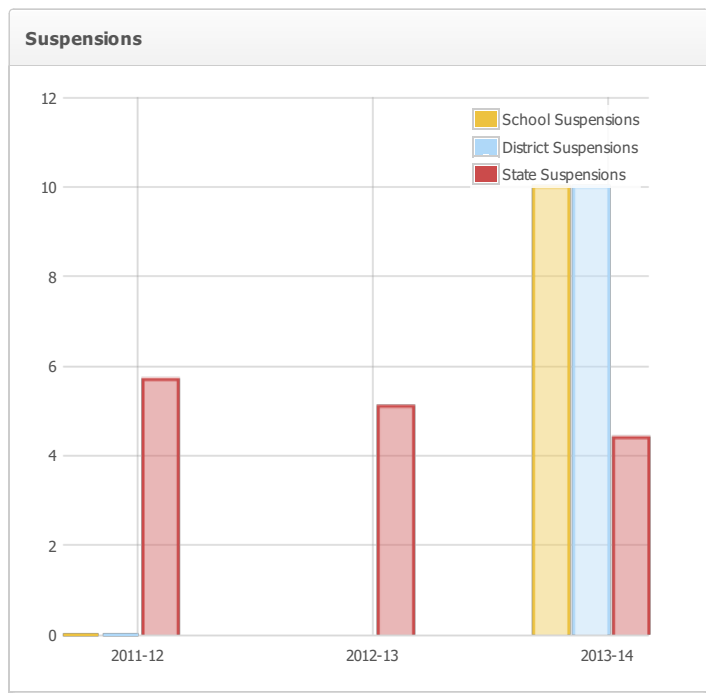 Suspensions
12
10
8
6
4
2
0
School Suspensions
District Suspensions
State Suspensions
2011-12
2012-13
2013-14